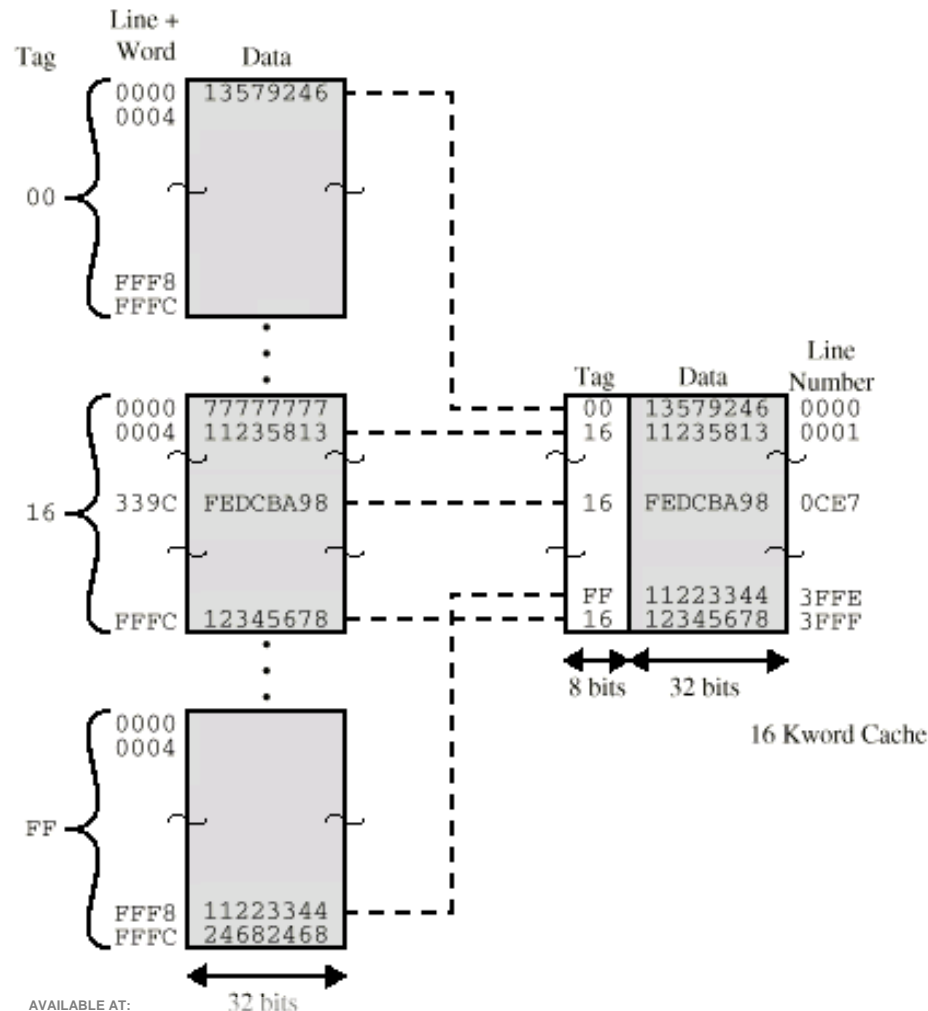 Line +
Tag Word Data
0000 13579246
0004
00
FFF8
FFFC
Line
Tag Data Number
0000 77777777 00 13579246 0000
0004 11235813 16 11235813 0001
16 339C FEDCBA98 16 FEDCBA98 0CE7
FF 11223344 3FFE
FFFC 12345678 16 12345678 3FFF
8 bits 32 bits
0000
0004
16 Kword Cache
FF
FFF8 11223344
FFFC 24682468
32 bits
AVAILABLE AT: